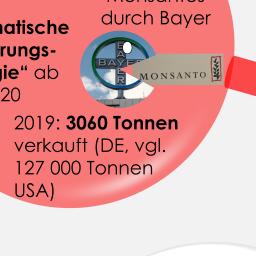 durch Bayer
matische
rungs-
gie“ ab
20
BAYER
BAYER
MONSANTO
2019: 3060 Tonnen
verkauft (DE, vgl.
127 000 Tonnen
USA)